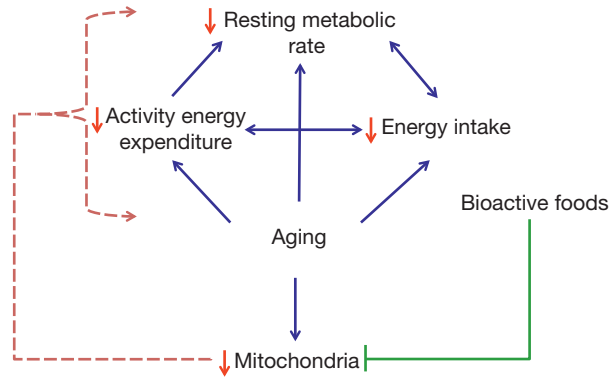 Resting metabolic
rate
Activity energy
expenditure
Energy intake
Bioactive foods
Aging
Mitochondria